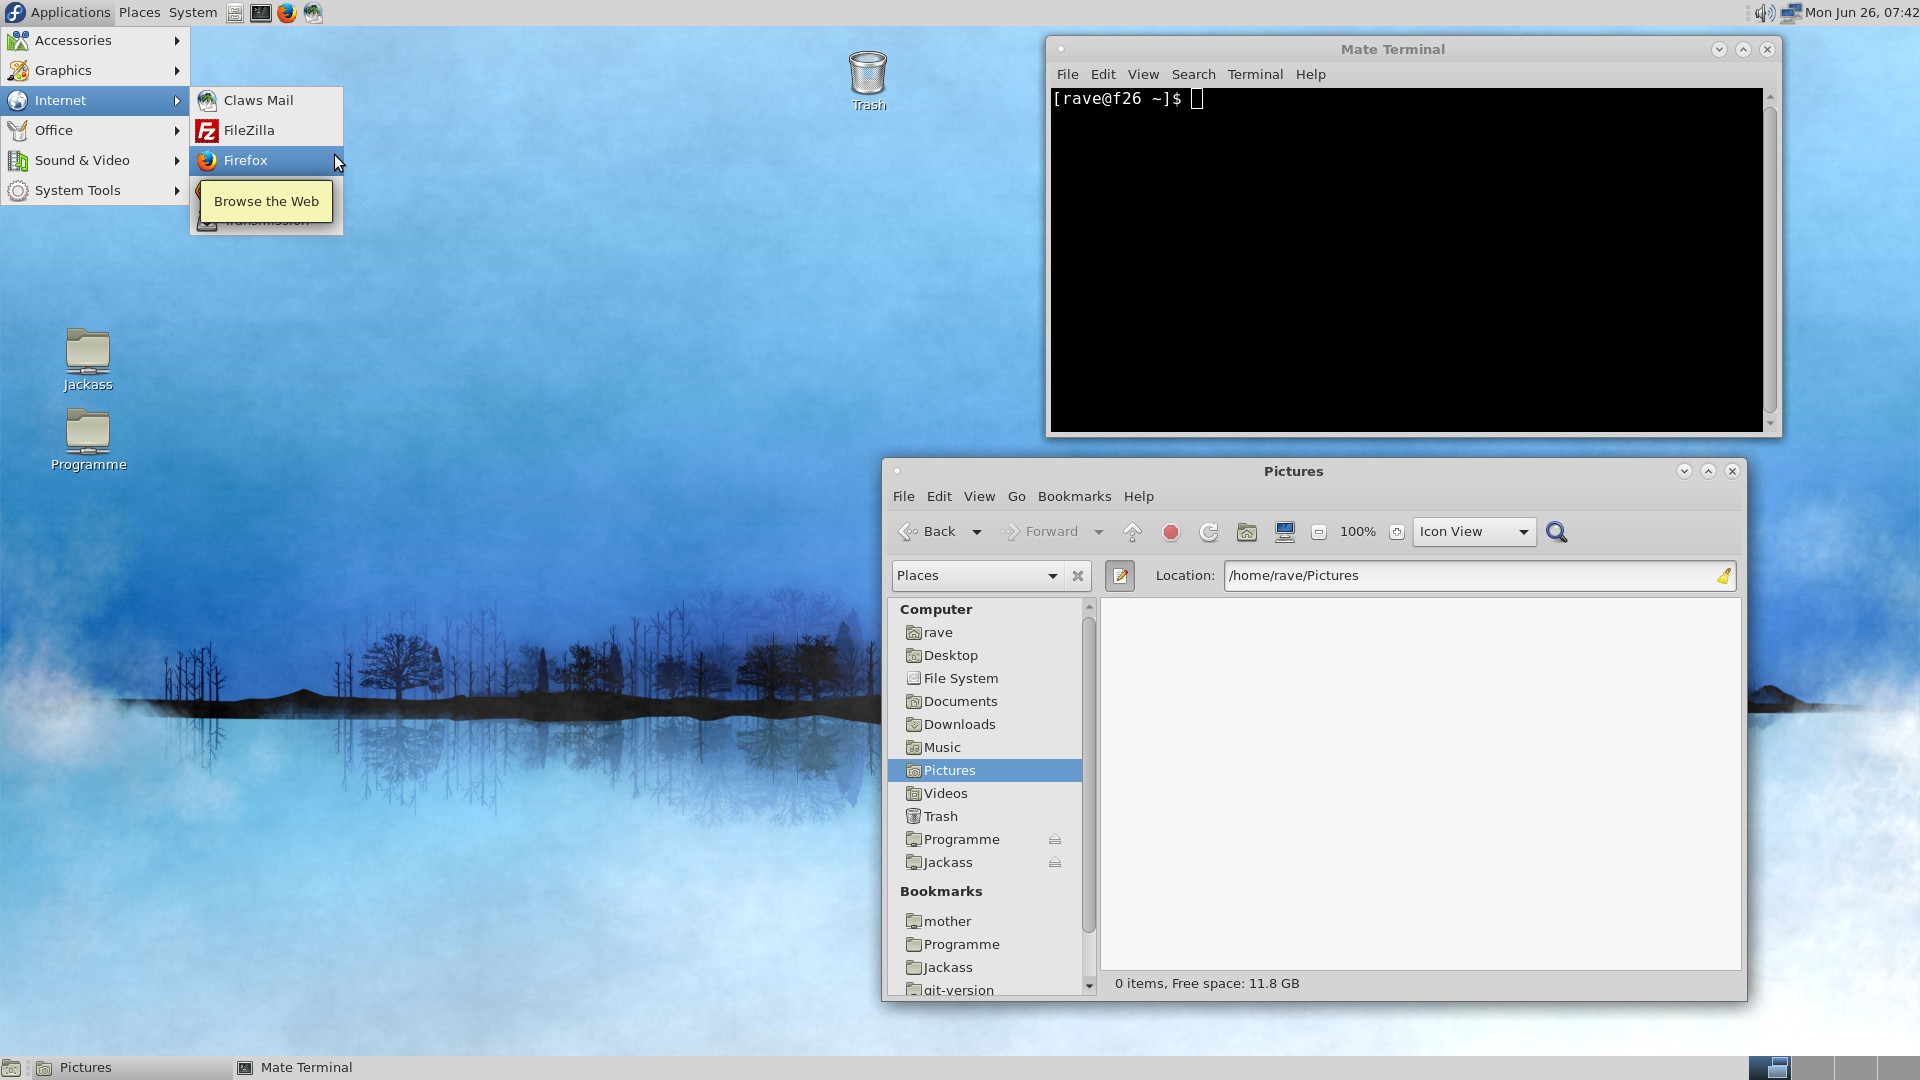 Applications Places System
Mon Jun 26, 07:42
Accessories
Graphics
Internet
Office
Sound & Video
System Tools
Claws Mail
FileZilla
Firefox
Browse the Web
Transmission
Trash
Jackass
Programme
Mate Terminal
File Edit View Search Terminal Help
[rave@f26 ~]$
Pictures
File Edit View Go Bookmarks Help
Back Forward 100% Icon View
Places Location: /home/rave/Pictures
Computer
rave
Desktop
File System
Documents
Downloads
Music
Pictures
Videos
Trash
Programme
Jackass
Bookmarks
mother
Programme
Jackass
git-version
0 items, Free space: 11.8 GB
Pictures Mate Terminal